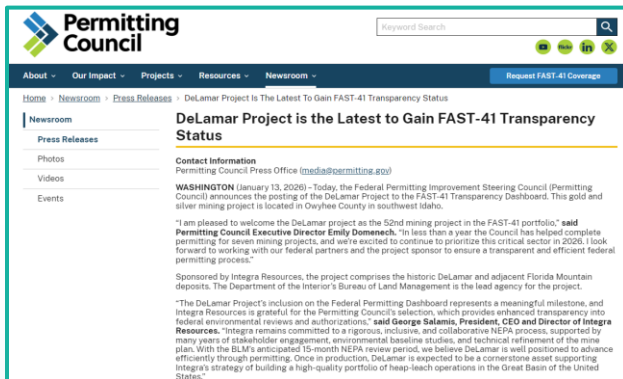 Permitting
Council
Keyword Search
flickr
in
X
About
Our Impact
Projects
Resources
Newsroom
Request FAST-41 Coverage
Home › Newsroom › Press Releases › DeLamar Project Is The Latest To Gain FAST-41 Transparency Status
Newsroom
Press Releases
Photos
Videos
Events
DeLamar Project is the Latest to Gain FAST-41 Transparency
Status
Contact Information
Permitting Council Press Office (media@permitting.gov)
WASHINGTON (January 13, 2026) – Today, the Federal Permitting Improvement Steering Council (Permitting
Council) announces the posting of the DeLamar Project to the FAST-41 Transparency Dashboard. This gold and
silver mining project is located in Owyhee County in southwest Idaho.
“I am pleased to welcome the DeLamar project as the 52nd mining project in the FAST-41 portfolio,” said
Permitting Council Executive Director Emily Domenech. “In less than a year the Council has helped complete
permitting for seven mining projects, and we’re excited to continue to prioritize this critical sector in 2026. I look
forward to working with our federal partners and the project sponsor to ensure a transparent and efficient federal
permitting process.”
Sponsored by Integra Resources, the project comprises the historic DeLamar and adjacent Florida Mountain
deposits. The Department of the Interior’s Bureau of Land Management is the lead agency for the project.
“The DeLamar Project’s inclusion on the Federal Permitting Dashboard represents a meaningful milestone, and
Integra Resources is grateful for the Permitting Council’s selection, which provides enhanced transparency into
federal environmental reviews and authorizations,” said George Salamis, President, CEO and Director of Integra
Resources. “Integra remains committed to a rigorous, inclusive, and collaborative NEPA process, supported by
many years of stakeholder engagement, environmental baseline studies, and technical refinement of the mine
plan. With the BLM’s anticipated 15-month NEPA review period, we believe DeLamar is well positioned to advance
efficiently through permitting. Once in production, DeLamar is expected to be a cornerstone asset supporting
Integra’s strategy of building a high-quality portfolio of heap-leach operations in the Great Basin of the United
States.”